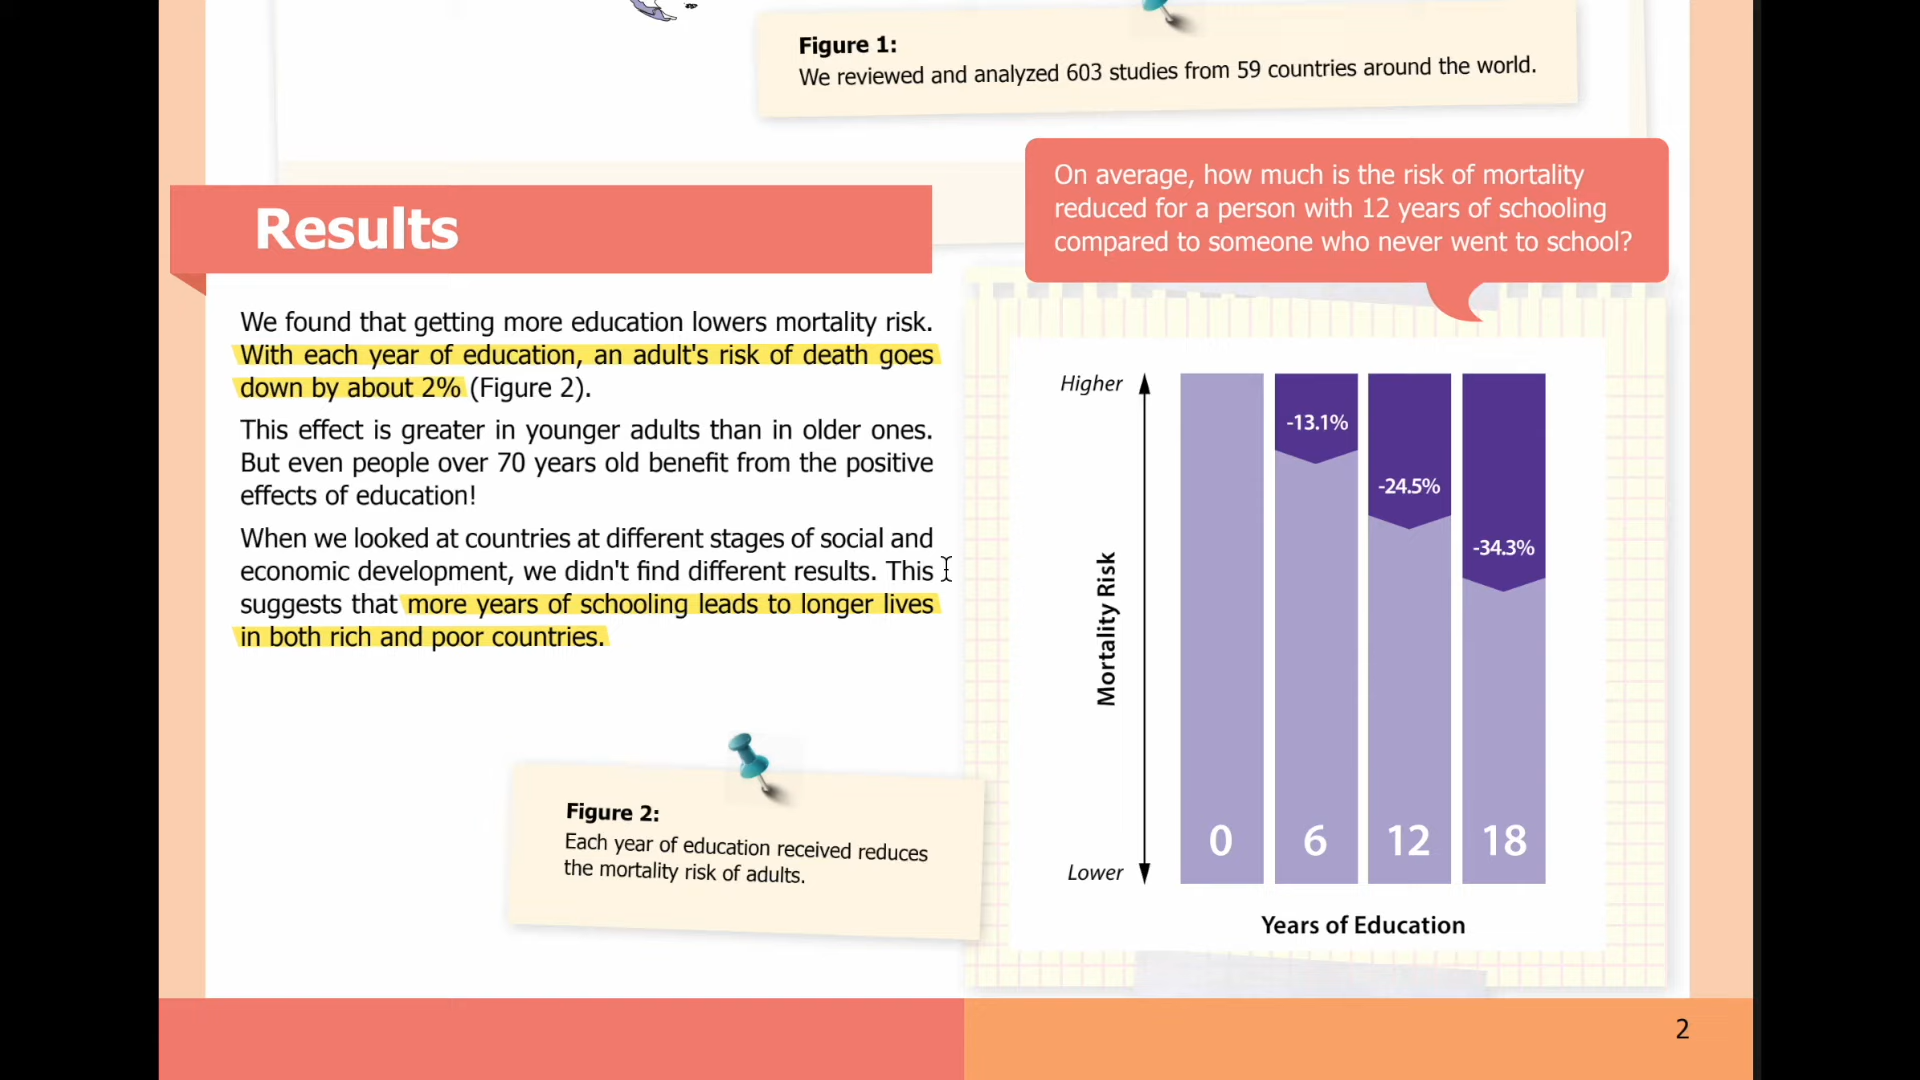 Figure 1:
We reviewed and analyzed 603 studies from 59 countries around the world.
On average, how much is the risk of mortality
reduced for a person with 12 years of schooling
compared to someone who never went to school?
Results
We found that getting more education lowers mortality risk.
With each year of education, an adult's risk of death goes
down by about 2% (Figure 2).
This effect is greater in younger adults than in older ones.
But even people over 70 years old benefit from the positive
effects of education!
When we looked at countries at different stages of social and
economic development, we didn't find different results. This
suggests that more years of schooling leads to longer lives
in both rich and poor countries.
Figure 2:
Each year of education received reduces
the mortality risk of adults.
Higher
-13.1%
-24.5%
-34.3%
Mortality Risk
0 6 12 18
Lower
Years of Education
2